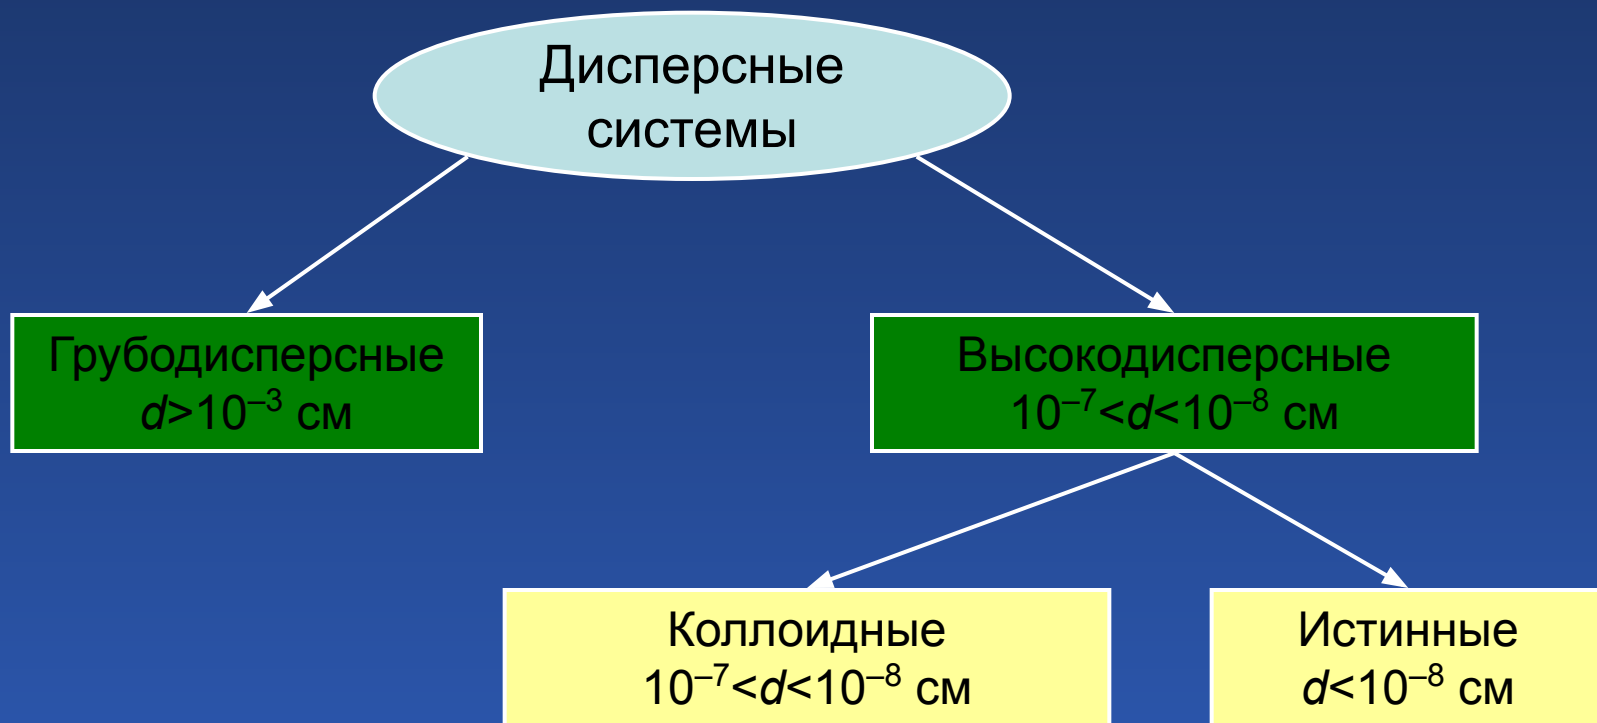 Дисперсные
системы
Грубодисперсные
d>10⁻³ см
Высокодисперсные
10⁻⁷<d<10⁻⁸ см
Коллоидные
10⁻⁷<d<10⁻⁸ см
Истинные
d<10⁻⁸ см